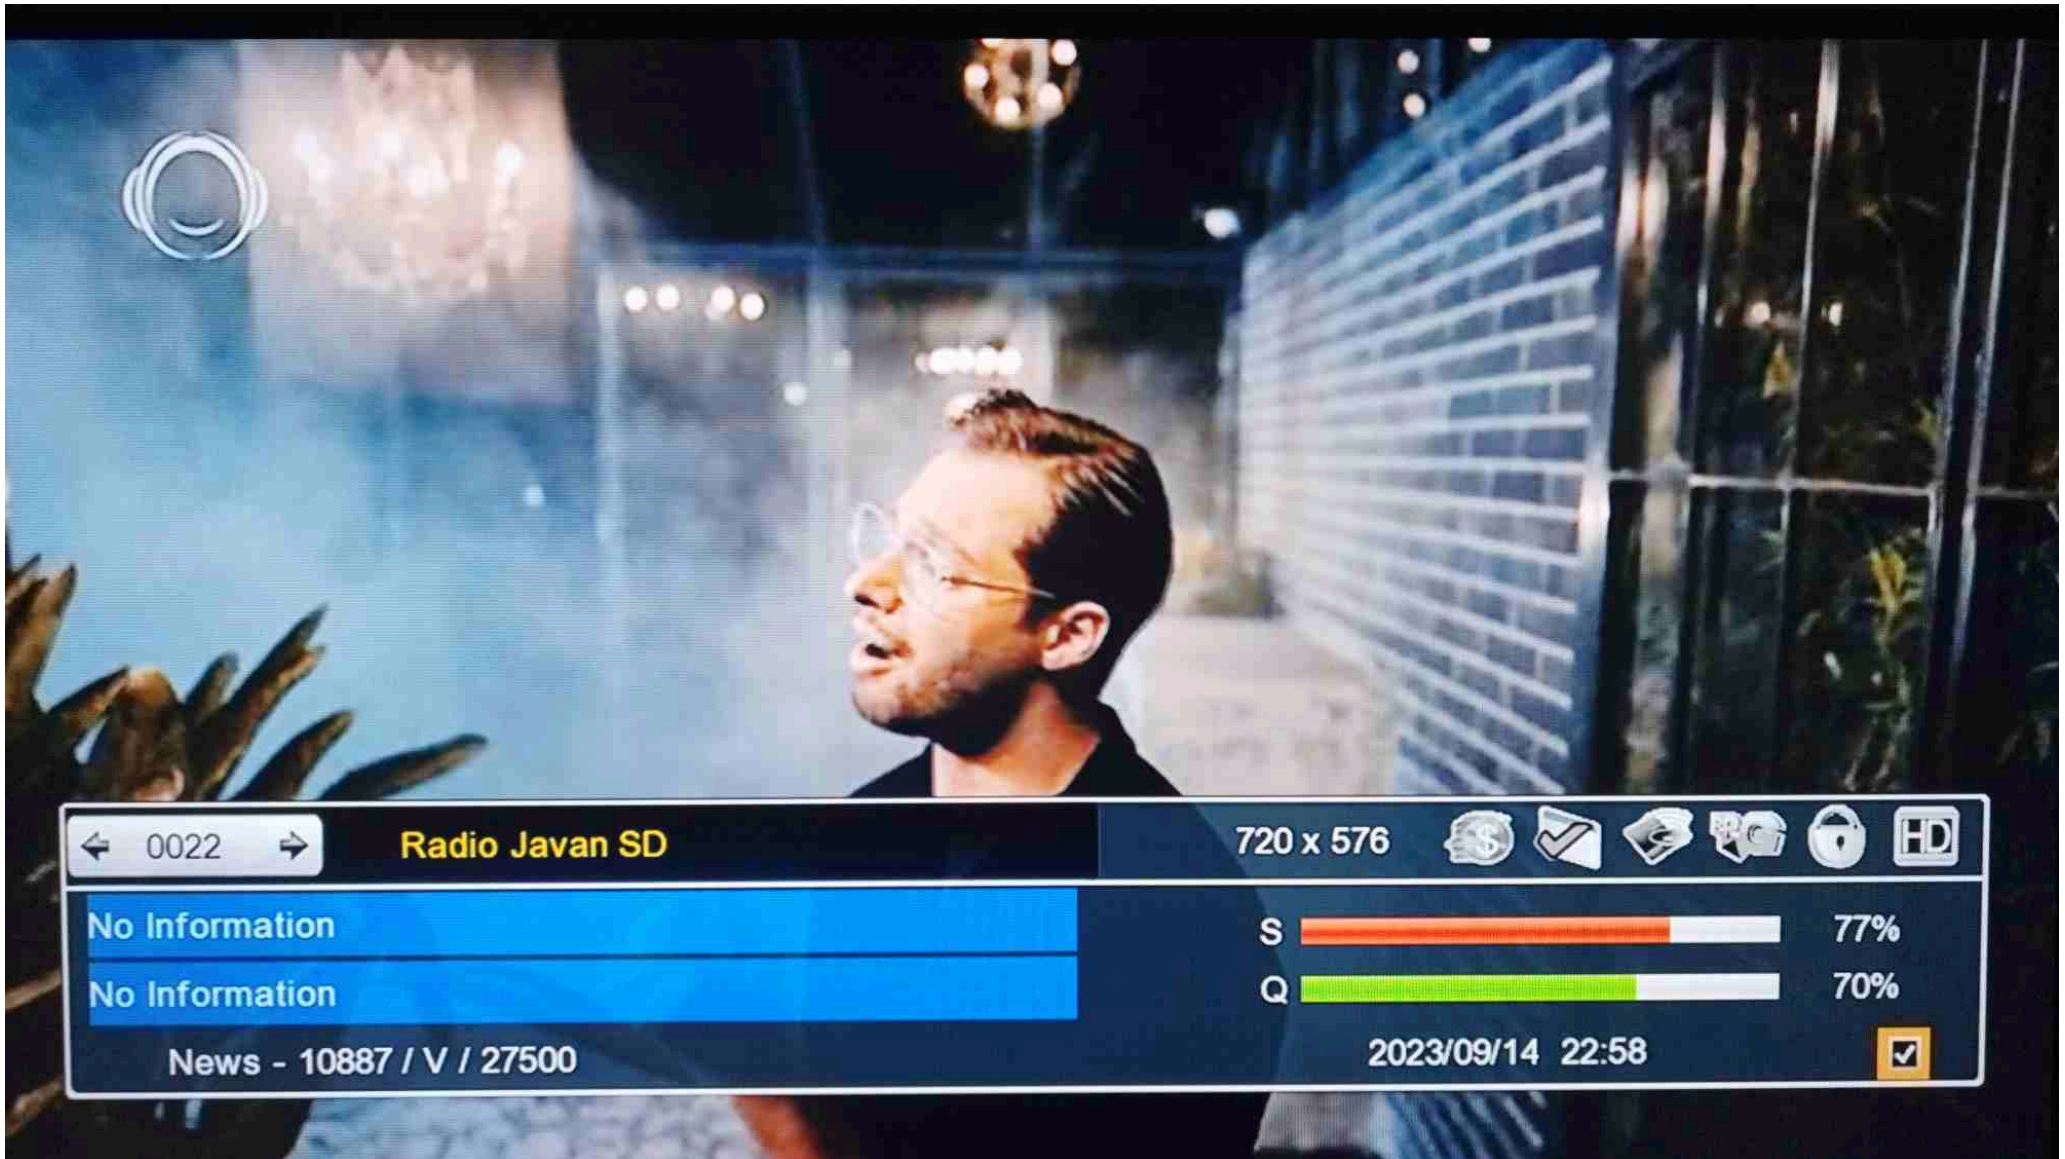 0022
Radio Javan SD
720 x 576
HD
No Information
S 77%
No Information
Q 70%
News - 10887 / V / 27500
2023/09/14 22:58